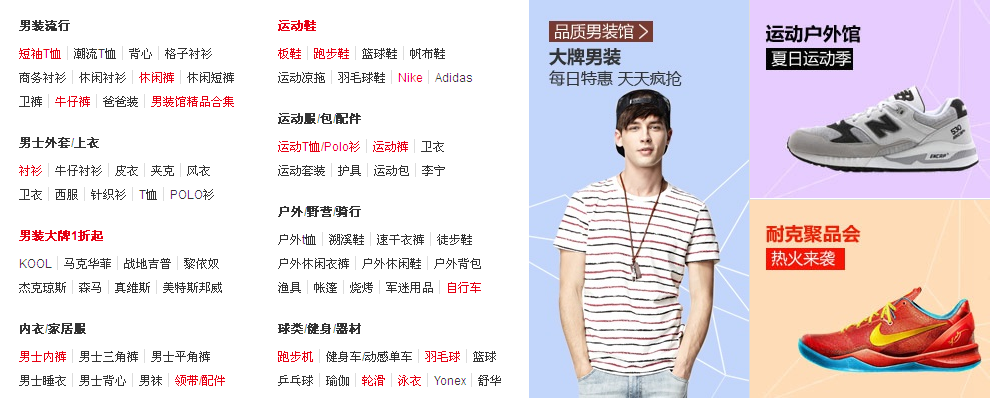 男装流行
短袖T恤 潮流T恤 背心 格子衬衫
商务衬衫 休闲衬衫 休闲裤 休闲短裤
卫裤 牛仔裤 爸爸装 男装馆精品合集
男士外套/上衣
衬衫 牛仔衬衫 皮衣 夹克 风衣
卫衣 西服 针织衫 T恤 POLO衫
男装大牌1折起
KOOL 马克华菲 战地吉普 黎依奴
杰克琼斯 森马 真维斯 美特斯邦威
内衣/家居服
男士内裤 男士三角裤 男士平角裤
男士睡衣 男士背心 男袜 领带/配件
运动鞋
板鞋 跑步鞋 篮球鞋 帆布鞋
运动凉拖 羽毛球鞋 Nike Adidas
运动服/包/配件
运动T恤/Polo衫 运动裤 卫衣
运动套装 护具 运动包 李宁
户外/野营/骑行
户外t恤 溯溪鞋 速干衣裤 徒步鞋
户外休闲衣裤 户外休闲鞋 户外背包
渔具 帐篷 烧烤 军迷用品 自行车
球类/健身/器材
跑步机 健身车/动感单车 羽毛球 篮球
乒乓球 瑜伽 轮滑 泳衣 Yonex 舒华
品质男装馆 >
大牌男装
每日特惠 天天疯抢
运动户外馆
夏日运动季
530
ENCAP
耐克聚品会
热火来袭